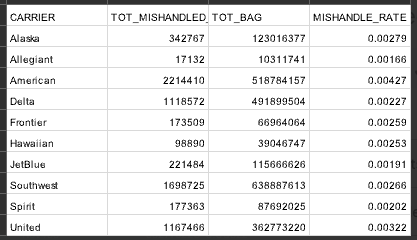 CARRIER TOT_MISHANDLED_ TOT_BAG MISHANDLE_RATE
Alaska 342767 123016377 0.00279
Allegiant 17132 10311741 0.00166
American 2214410 518784157 0.00427
Delta 1118572 491899504 0.00227
Frontier 173509 66964064 0.00259
Hawaiian 98890 39046747 0.00253
JetBlue 221484 115666626 0.00191
Southwest 1698725 638887613 0.00266
Spirit 177363 87692025 0.00202
United 1167466 362773220 0.00322